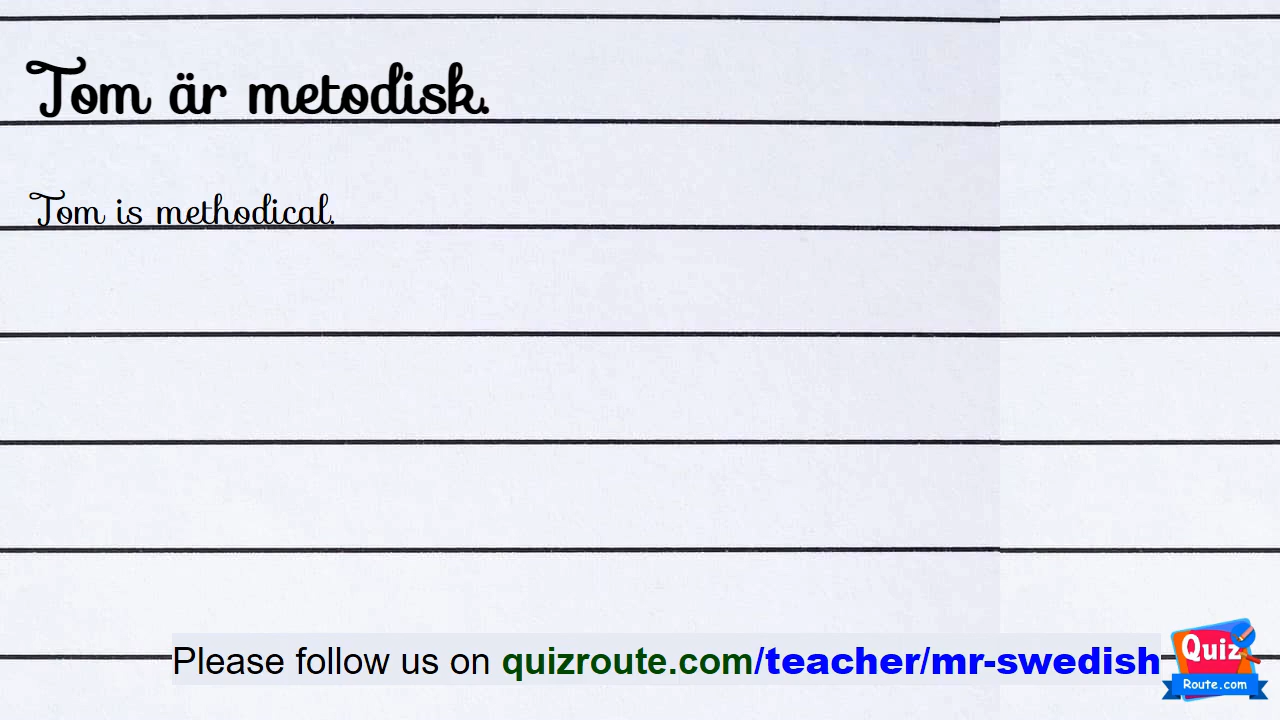 Tom är metodisk.
Tom is methodical.
Please follow us on quizroute.com/teacher/mr-swedish
Quiz
Route.com